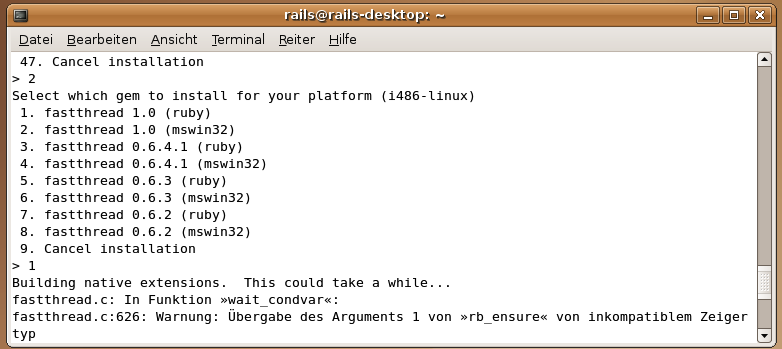 rails@rails-desktop: ~
Datei Bearbeiten Ansicht Terminal Reiter Hilfe
47. Cancel installation
> 2
Select which gem to install for your platform (i486-linux)
1. fastthread 1.0 (ruby)
2. fastthread 1.0 (mswin32)
3. fastthread 0.6.4.1 (ruby)
4. fastthread 0.6.4.1 (mswin32)
5. fastthread 0.6.3 (ruby)
6. fastthread 0.6.3 (mswin32)
7. fastthread 0.6.2 (ruby)
8. fastthread 0.6.2 (mswin32)
9. Cancel installation
> 1
Building native extensions.  This could take a while...
fastthread.c: In Funktion »wait_condvar«:
fastthread.c:626: Warnung: Übergabe des Arguments 1 von »rb_ensure« von inkompatiblem Zeiger
typ